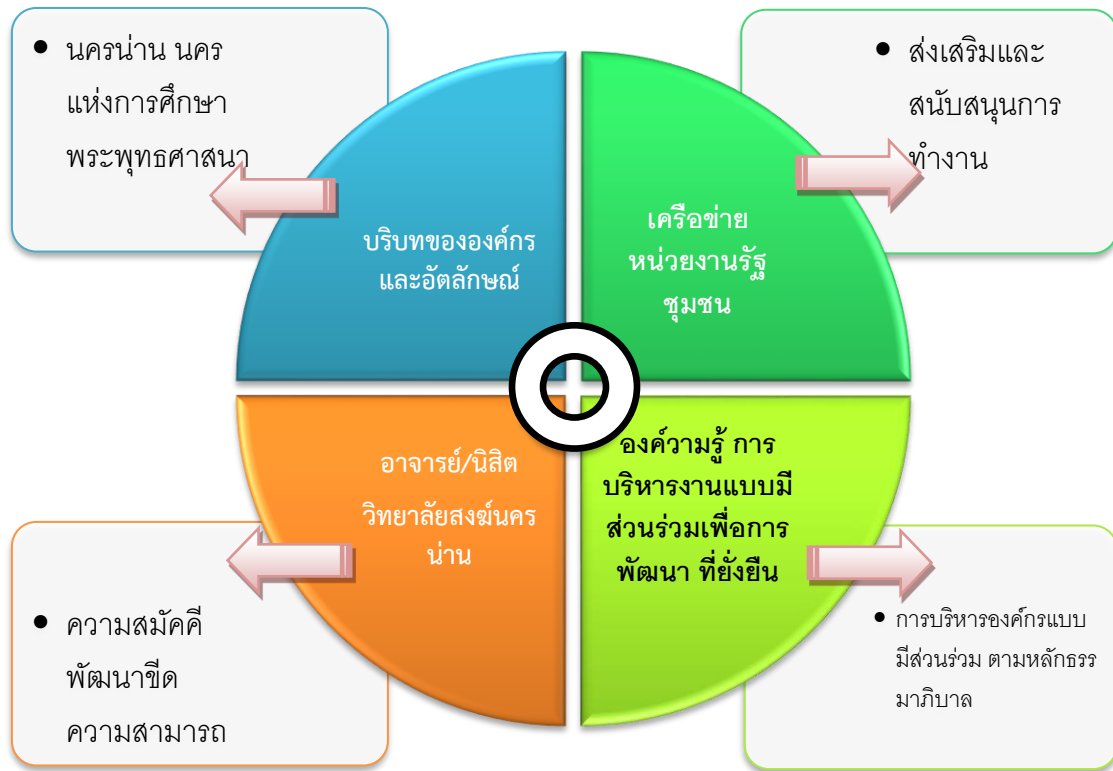 • นครน่าน นคร
แห่งการศึกษา
พระพุทธศาสนา
• ส่งเสริมและ
สนับสนุนการ
ทำงาน
บริบทขององค์กร
และอัตลักษณ์
เครือข่าย
หน่วยงานรัฐ
ชุมชน
อาจารย์/นิสิต
วิทยาลัยสงฆ์นคร
น่าน
องค์วามรู้ การ
บริหารงานแบบมี
ส่วนร่วมเพื่อการ
พัฒนา ที่ยั่งยืน
• ความสมัคคี
พัฒนาขีด
ความสามารถ
• การบริหารองค์กรแบบ
มีส่วนร่วม ตามหลักธรร
มาภิบาล